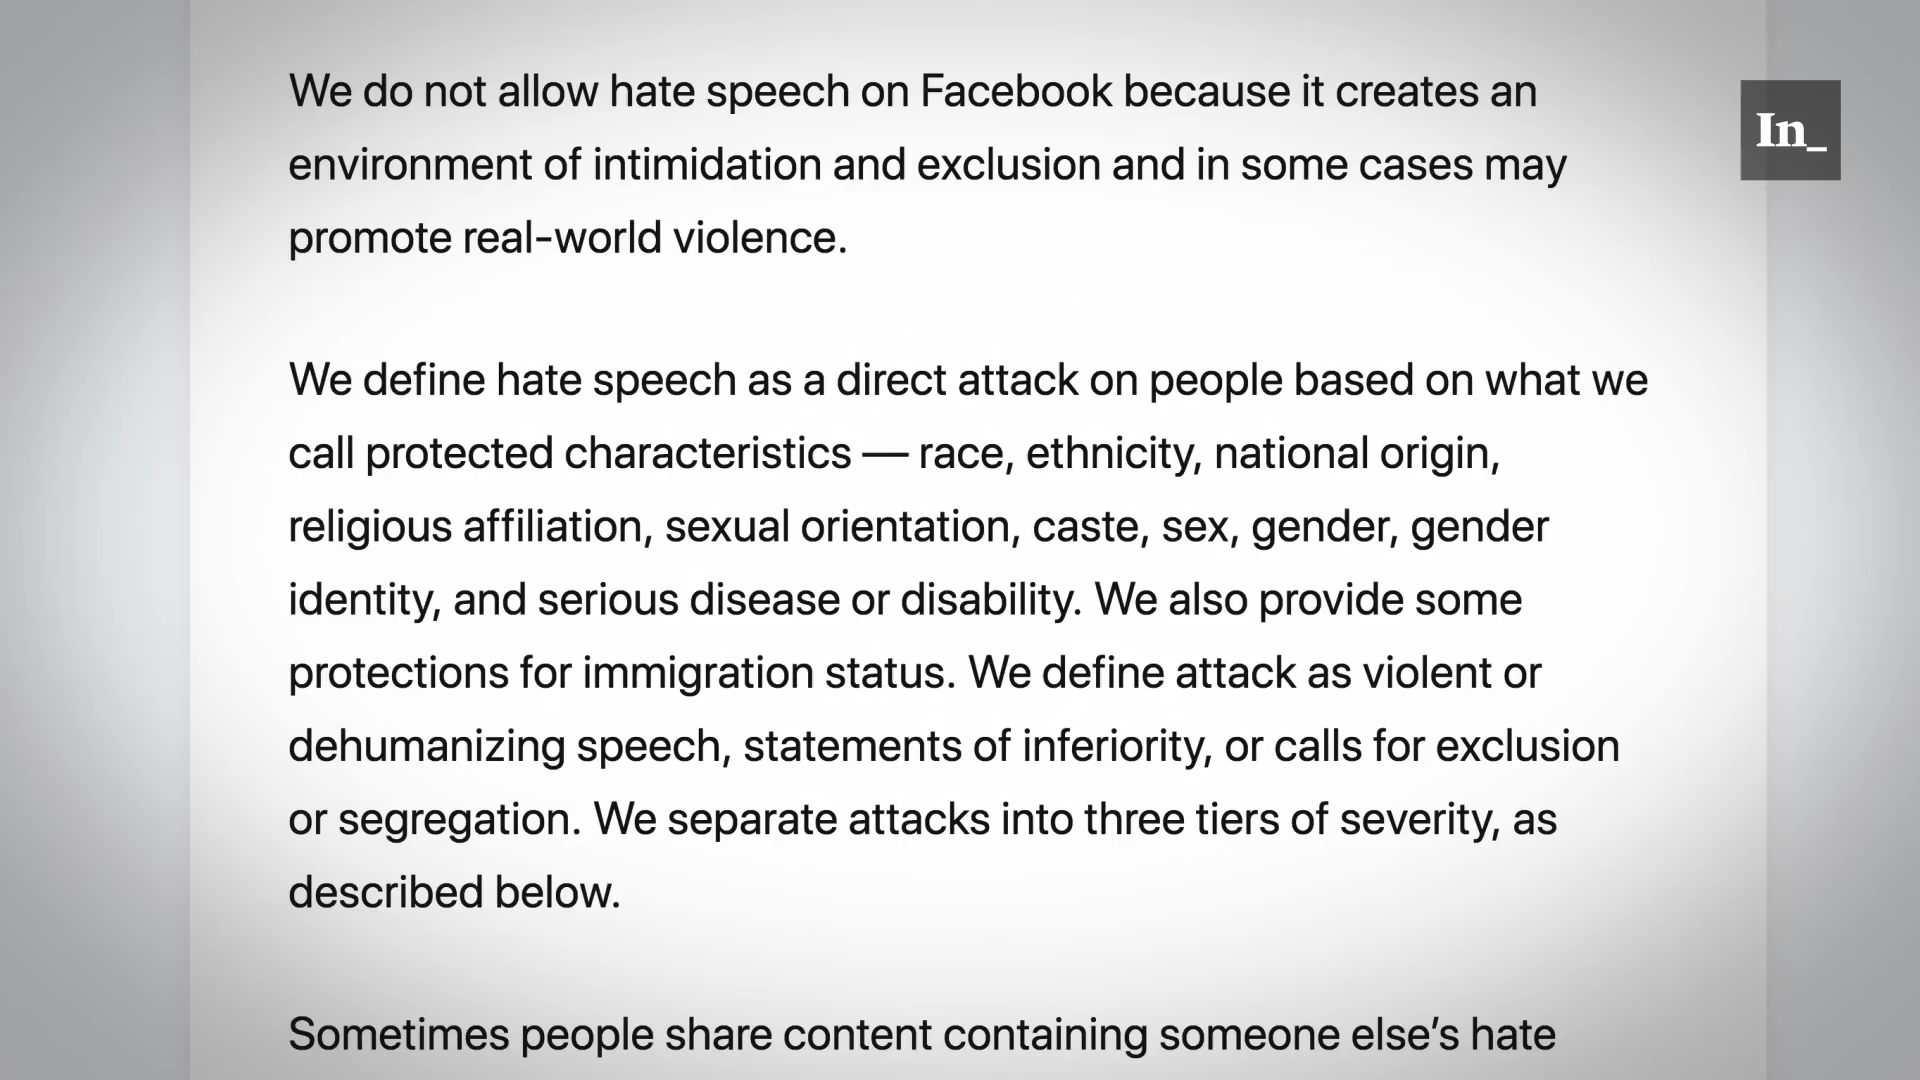 We do not allow hate speech on Facebook because it creates an
environment of intimidation and exclusion and in some cases may
promote real-world violence.
We define hate speech as a direct attack on people based on what we
call protected characteristics — race, ethnicity, national origin,
religious affiliation, sexual orientation, caste, sex, gender, gender
identity, and serious disease or disability. We also provide some
protections for immigration status. We define attack as violent or
dehumanizing speech, statements of inferiority, or calls for exclusion
or segregation. We separate attacks into three tiers of severity, as
described below.
Sometimes people share content containing someone else’s hate
In_